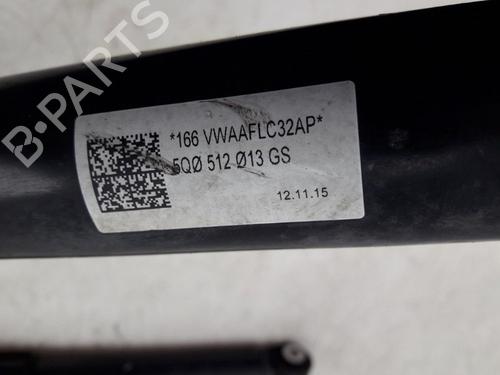 B-PARTS
*166 VWAAFLC32AP*
5QØ 512 Ø13 GS
12.11.15